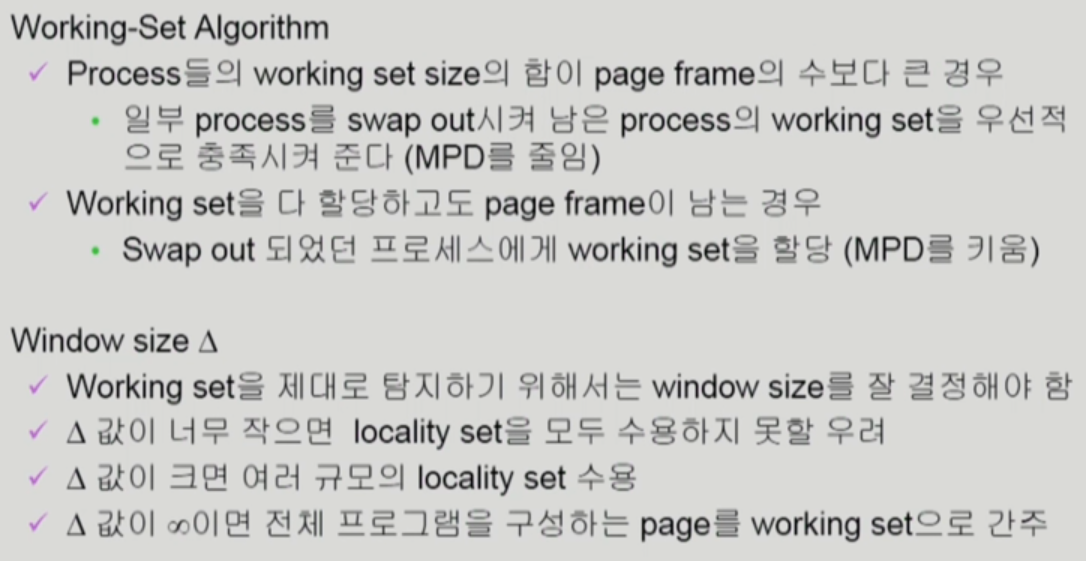 Working-Set Algorithm
✓ Process들의 working set size의 합이 page frame의 수보다 큰 경우
• 일부 process를 swap out시켜 남은 process의 working set을 우선적
으로 충족시켜 준다 (MPD를 줄임)
✓ Working set을 다 할당하고도 page frame이 남는 경우
• Swap out 되었던 프로세스에게 working set을 할당 (MPD를 키움)
Window size Δ
✓ Working set을 제대로 탐지하기 위해서는 window size를 잘 결정해야 함
✓ Δ 값이 너무 작으면 locality set을 모두 수용하지 못할 우려
✓ Δ 값이 크면 여러 규모의 locality set 수용
✓ Δ 값이 ∞이면 전체 프로그램을 구성하는 page를 working set으로 간주